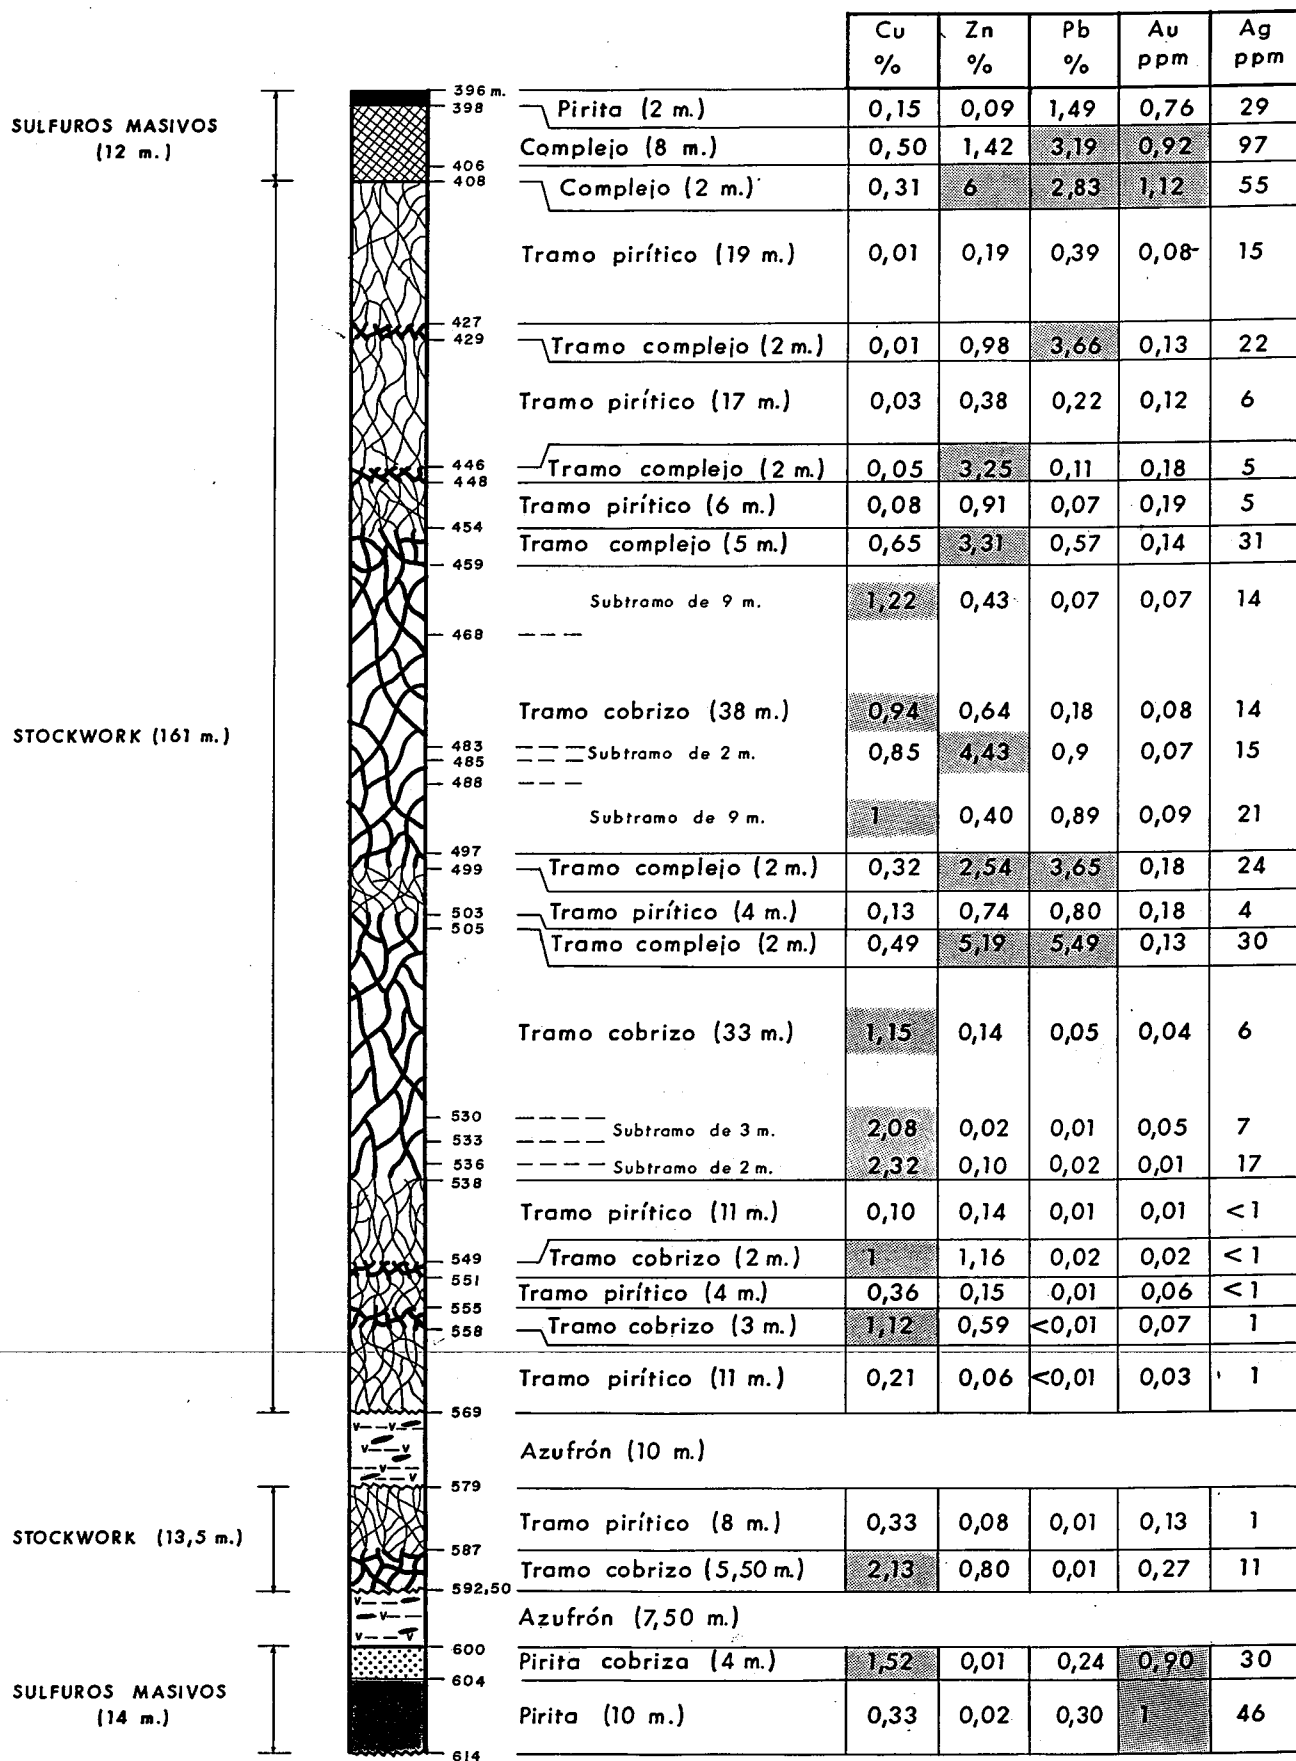 Cu Zn Pb Au Ag
% % % ppm ppm
396 m.
398 Pirita (2 m.) 0,15 0,09 1,49 0,76 29
SULFUROS MASIVOS
(12 m.)
Complejo (8 m.) 0,50 1,42 3,19 0,92 97
406
408 Complejo (2 m.) 0,31 6 2,83 1,12 55
Tramo pirítico (19 m.) 0,01 0,19 0,39 0,08 15
427
429 Tramo complejo (2 m.) 0,01 0,98 3,66 0,13 22
Tramo pirítico (17 m.) 0,03 0,38 0,22 0,12 6
446 Tramo complejo (2 m.) 0,05 3,25 0,11 0,18 5
448
Tramo pirítico (6 m.) 0,08 0,91 0,07 0,19 5
454
Tramo complejo (5 m.) 0,65 3,31 0,57 0,14 31
459
Subtramo de 9 m. 1,22 0,43 0,07 0,07 14
468
Tramo cobrizo (38 m.) 0,94 0,64 0,18 0,08 14
STOCKWORK (161 m.)
483 Subtramo de 2 m. 0,85 4,43 0,9 0,07 15
485
488
Subtramo de 9 m. 1 0,40 0,89 0,09 21
497
499 Tramo complejo (2 m.) 0,32 2,54 3,65 0,18 24
503 Tramo pirítico (4 m.) 0,13 0,74 0,80 0,18 4
505
Tramo complejo (2 m.) 0,49 5,19 5,49 0,13 30
Tramo cobrizo (33 m.) 1,15 0,14 0,05 0,04 6
530
Subtramo de 3 m. 2,08 0,02 0,01 0,05 7
533
536 Subtramo de 2 m. 2,32 0,10 0,02 0,01 17
538
Tramo pirítico (11 m.) 0,10 0,14 0,01 0,01 <1
549 Tramo cobrizo (2 m.) 1 1,16 0,02 0,02 <1
551
Tramo pirítico (4 m.) 0,36 0,15 0,01 0,06 <1
555
558 Tramo cobrizo (3 m.) 1,12 0,59 <0,01 0,07 1
Tramo pirítico (11 m.) 0,21 0,06 <0,01 0,03 1
569
Azufrón (10 m.)
579
Tramo pirítico (8 m.) 0,33 0,08 0,01 0,13 1
STOCKWORK (13,5 m.)
587
Tramo cobrizo (5,50 m.) 2,13 0,80 0,01 0,27 11
592,50
Azufrón (7,50 m.)
600
Pirita cobriza (4 m.) 1,52 0,01 0,24 0,90 30
604
SULFUROS MASIVOS
(14 m.)
Pirita (10 m.) 0,33 0,02 0,30 1 46
614